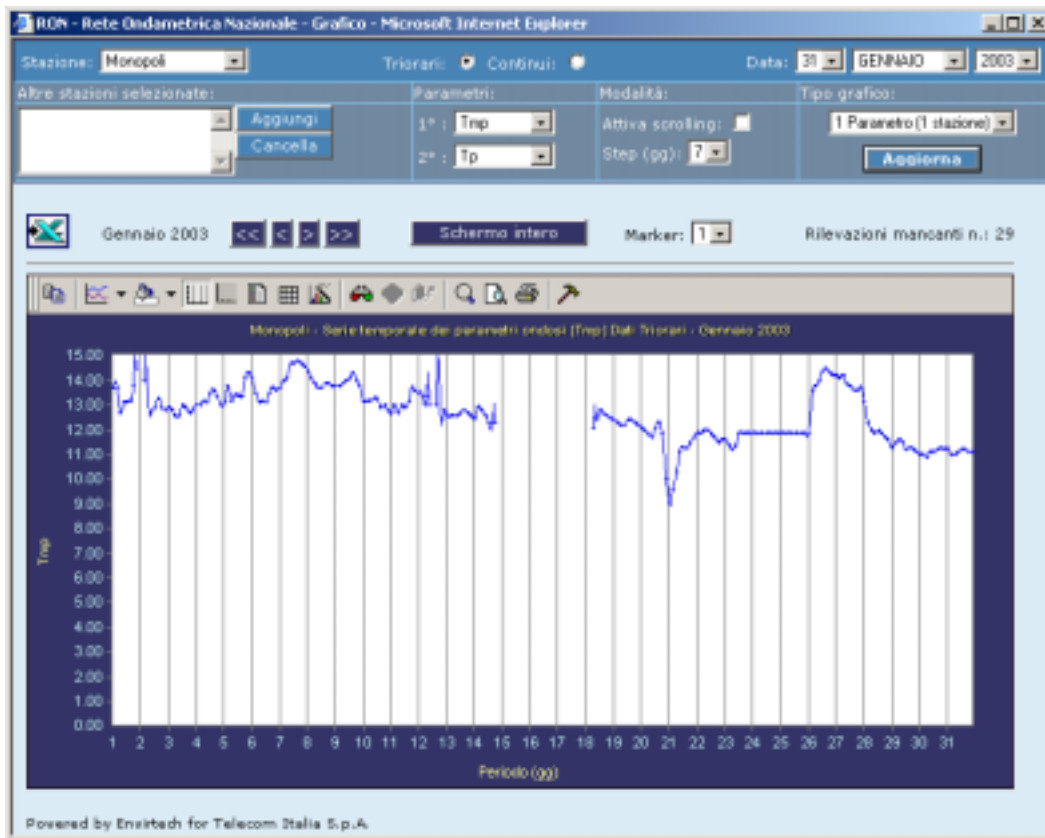 RON - Rete Ondametrica Nazionale - Grafico - Microsoft Internet Explorer
Stazione: Monopoli Triorari: Continui: Data: 31 GENNAIO 2003
Altre stazioni selezionate: Parametri: Modalità: Tipo grafico:
Aggiungi 1° : Tmp Attiva scrolling: 1 Parametro (1 stazione)
Cancella 2° : Tp Step (gg): 7 Aggiorna
Gennaio 2003 << < > >> Schermo intero Marker: 1 Rilevazioni mancanti n.: 29
Monopoli - Serie temporale dei parametri ondosi (Tmp) Dati Triorari - Gennaio 2003
15.00
14.00
13.00
12.00
11.00
10.00
9.00
8.00
7.00
6.00
5.00
4.00
3.00
2.00
1.00
0.00
Tmp
1 2 3 4 5 6 7 8 9 10 11 12 13 14 15 16 17 18 19 20 21 22 23 24 25 26 27 28 29 30 31
Periodo (gg)
Powered by Envirtech for Telecom Italia S.p.A.